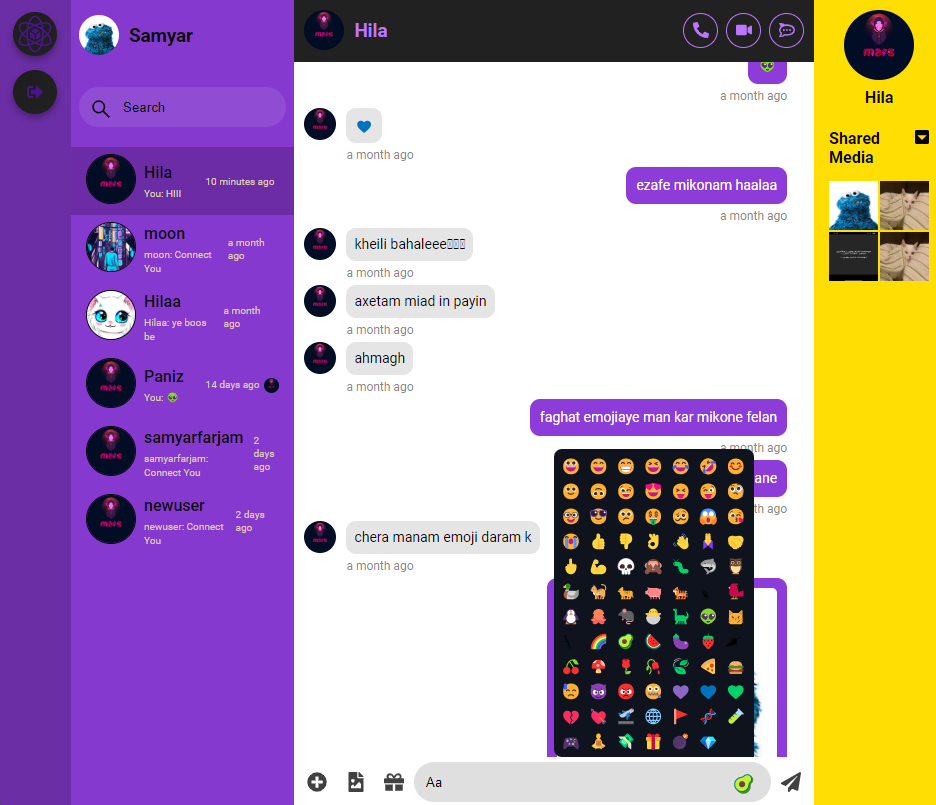 Samyar
Search
Hila
10 minutes ago
You: HIII
moon
a month
ago
moon: Connect
You
Hilaa
a month
ago
Hilaa: ye boos
be
Paniz
14 days ago
You: 👽
samyarfarjam
2
days
ago
samyarfarjam:
Connect You
newuser
2 days
ago
newuser: Connect
You
Hila
a month ago
a month ago
ezafe mikonam haalaa
a month ago
kheili bahaleee
a month ago
axetam miad in payin
a month ago
ahmagh
a month ago
faghat emojiaye man kar mikone felan
a month ago
ane
th ago
chera manam emoji daram k
a month ago
Aa
Hila
Shared
Media